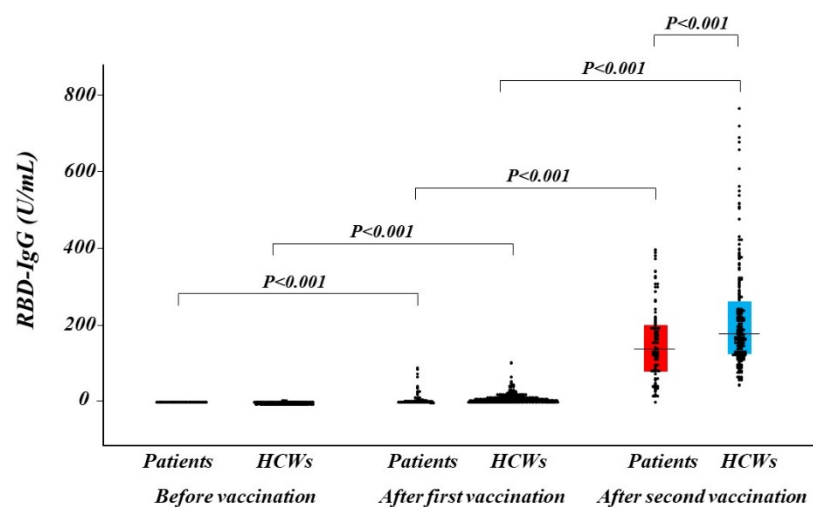 P<0.001
P<0.001
P<0.001
P<0.001
P<0.001
RBD-IgG (U/mL)
800
600
400
200
0
Patients HCWs Patients HCWs Patients HCWs
Before vaccination After first vaccination After second vaccination